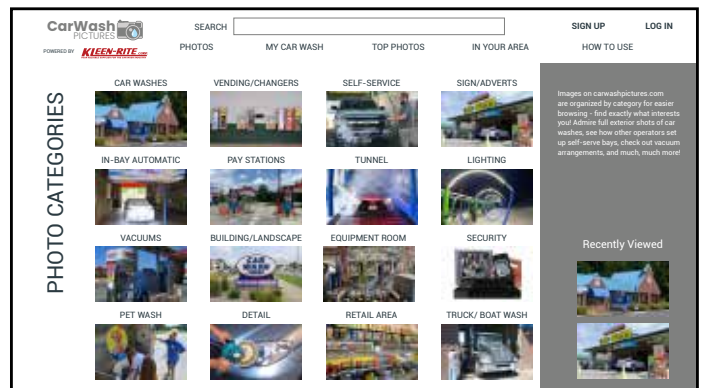 CarWash
PICTURES
SEARCH
SIGN UP
LOG IN
POWERED BY
KLEEN-RITE
PHOTOS
MY CAR WASH
TOP PHOTOS
IN YOUR AREA
HOW TO USE
PHOTO CATEGORIES
CAR WASHES
VENDING/CHANGERS
SELF-SERVICE
SIGN/ADVERTS
IN-BAY AUTOMATIC
PAY STATIONS
TUNNEL
LIGHTING
VACUUMS
BUILDING/LANDSCAPE
EQUIPMENT ROOM
SECURITY
CAR
WASH
PET WASH
DETAIL
RETAIL AREA
TRUCK/ BOAT WASH
Images on carwashpictures.com
are organized by category for easier
browsing - find exactly what interests
you! Admire full exterior shots of car
washes, see how other operators set
up self-serve bays, check out vacuum
arrangements, and much, much more!
Recently Viewed